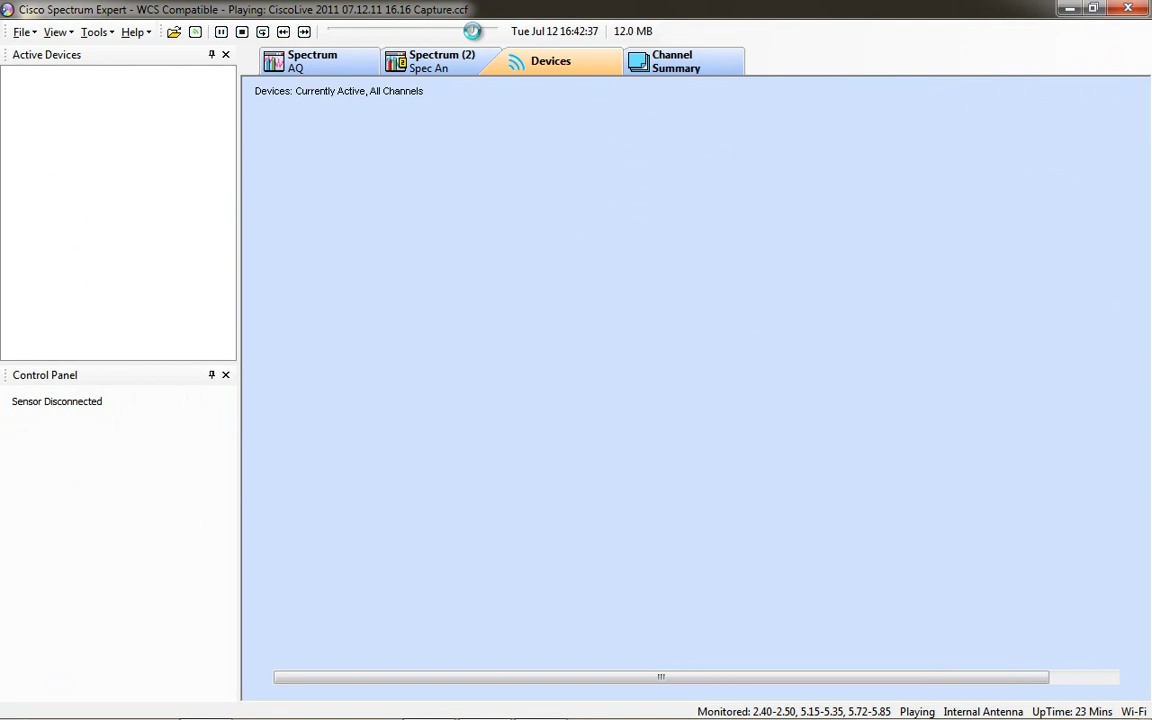 Cisco Spectrum Expert - WCS Compatible - Playing: CiscoLive 2011 07.12.11 16.16 Capture.ccf
File View Tools Help Tue Jul 12 16:42:37 12.0 MB
Active Devices
Spectrum
AQ
Spectrum (2)
Spec An
Devices
Channel
Summary
Devices: Currently Active, All Channels
Control Panel
Sensor Disconnected
Monitored: 2.40-2.50, 5.15-5.35, 5.72-5.85 Playing Internal Antenna UpTime: 23 Mins Wi-Fi